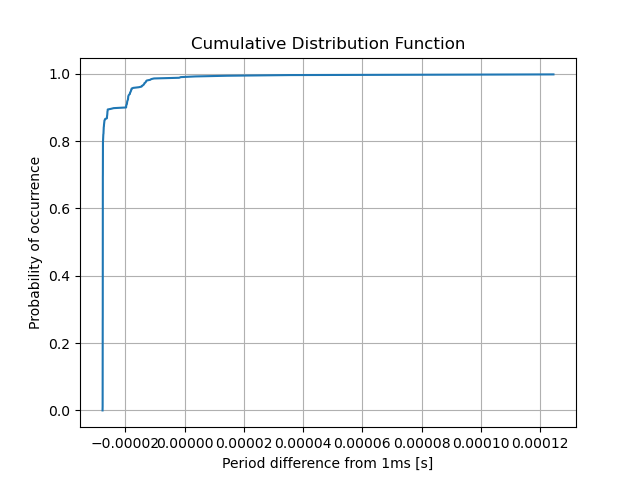 Cumulative Distribution Function
Probability of occurrence
1.0
0.8
0.6
0.4
0.2
0.0
−0.00002 0.00000 0.00002 0.00004 0.00006 0.00008 0.00010 0.00012
Period difference from 1ms [s]